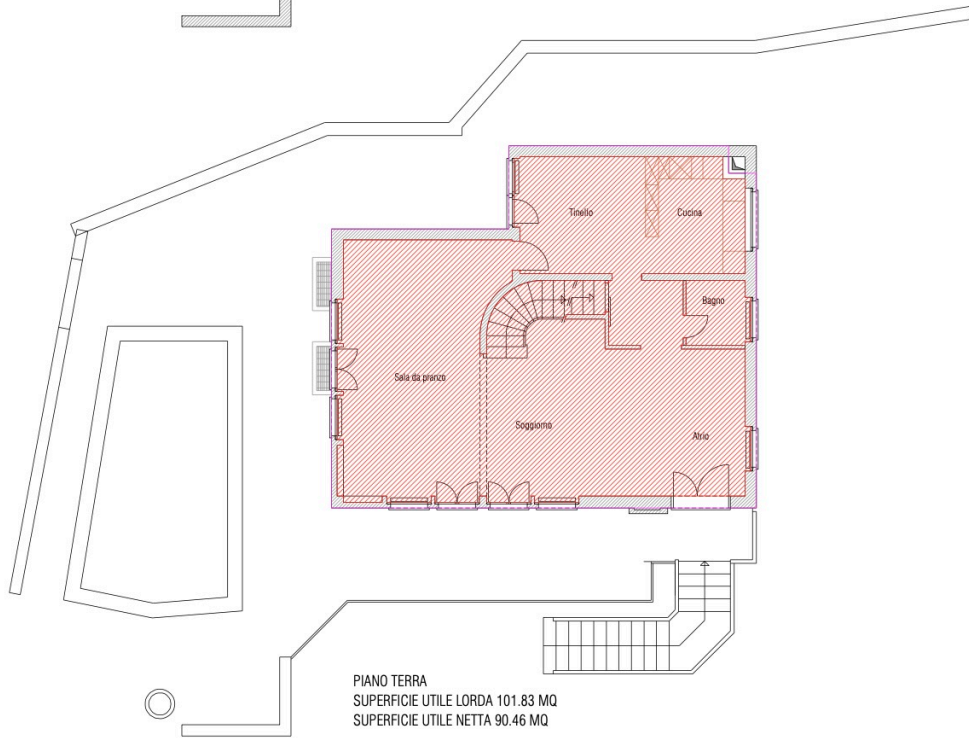 Tinello
Cucina
Bagno
Sala da pranzo
Soggiorno
Atrio
PIANO TERRA
SUPERFICIE UTILE LORDA 101.83 MQ
SUPERFICIE UTILE NETTA 90.46 MQ